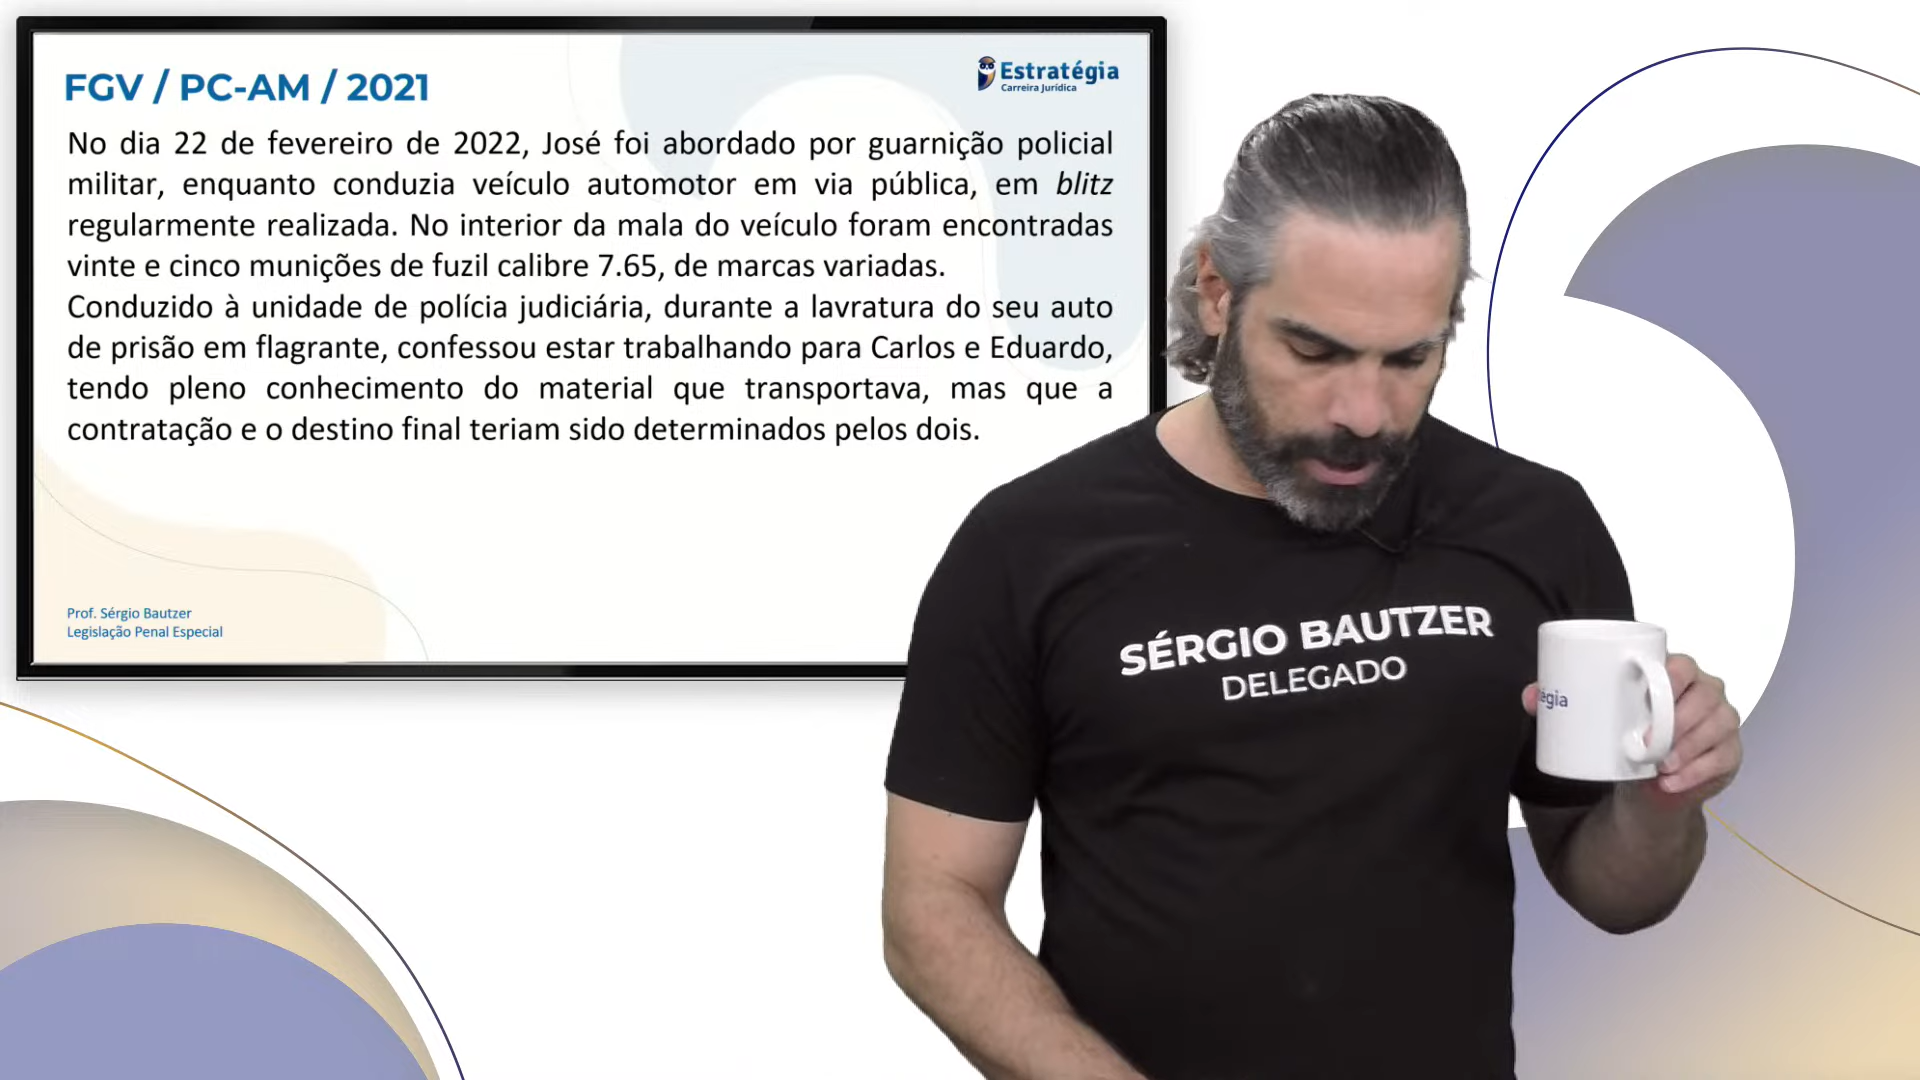 FGV / PC-AM / 2021
Estratégia
Carreira Jurídica
No dia 22 de fevereiro de 2022, José foi abordado por guarnição policial
militar, enquanto conduzia veículo automotor em via pública, em blitz
regularmente realizada. No interior da mala do veículo foram encontradas
vinte e cinco munições de fuzil calibre 7.65, de marcas variadas.
Conduzido à unidade de polícia judiciária, durante a lavratura do seu auto
de prisão em flagrante, confessou estar trabalhando para Carlos e Eduardo,
tendo pleno conhecimento do material que transportava, mas que a
contratação e o destino final teriam sido determinados pelos dois.
Prof. Sérgio Bautzer
Legislação Penal Especial
SÉRGIO BAUTZER
DELEGADO
égia